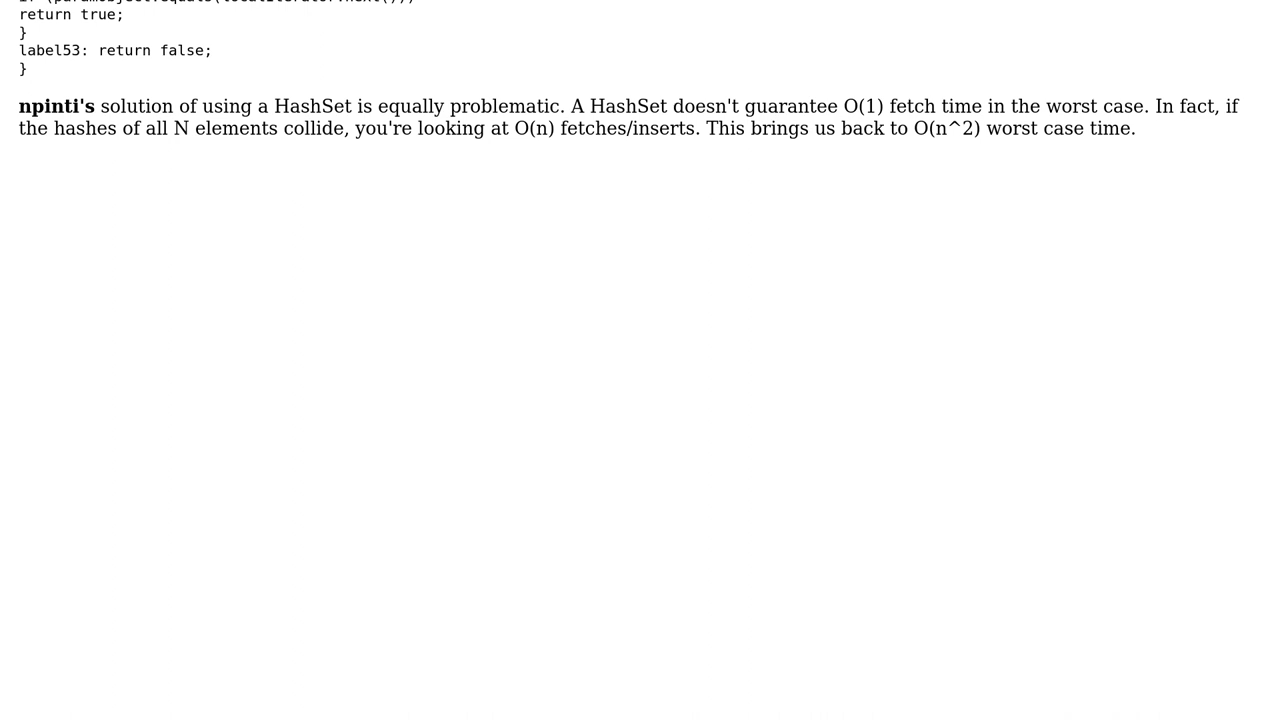 return true;
}
label53: return false;
}
npinti's solution of using a HashSet is equally problematic. A HashSet doesn't guarantee O(1) fetch time in the worst case. In fact, if
the hashes of all N elements collide, you're looking at O(n) fetches/inserts. This brings us back to O(n^2) worst case time.